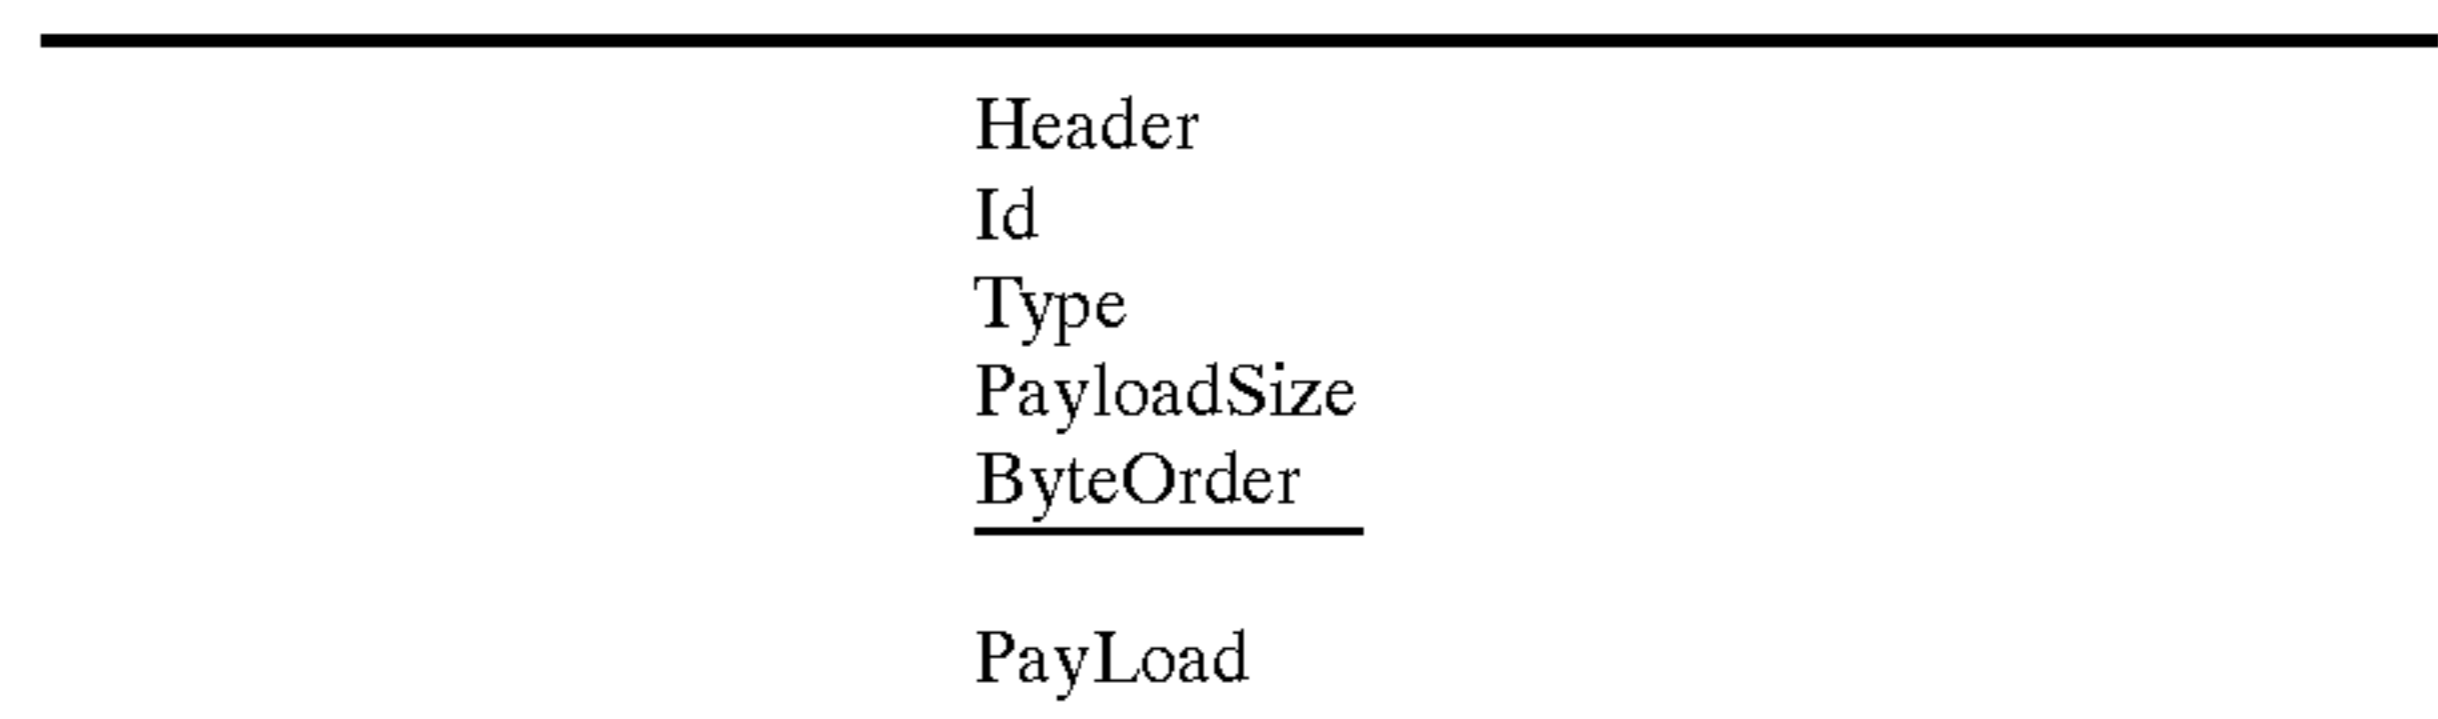 Header
Id
Type
PayloadSize
ByteOrder
PayLoad